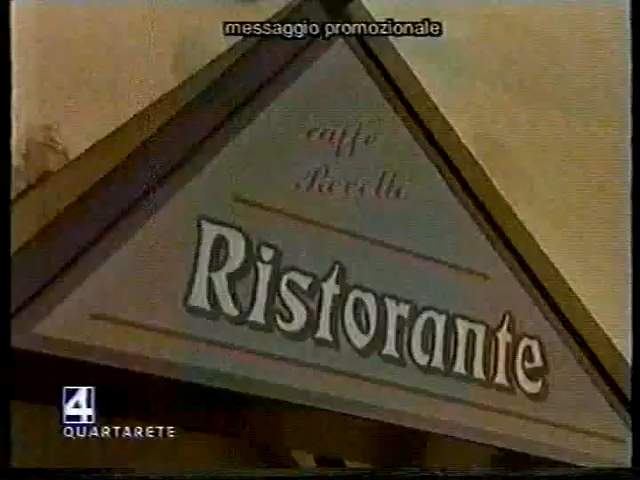 messaggio promozionale
caffè
Ristorante
4
QUARTARETE